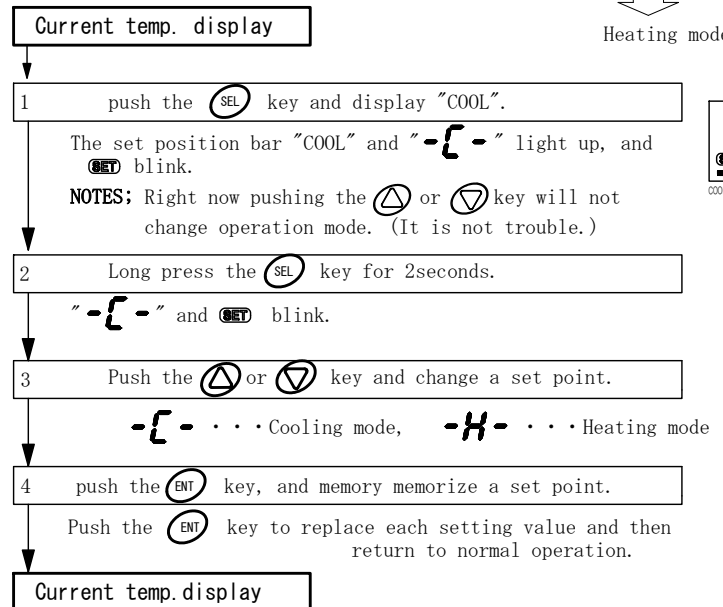 Current temp. display
Heating mode
1 push the SEL key and display "COOL".
The set position bar "COOL" and "-C-" light up, and
SET blink.
NOTES; Right now pushing the △ or ▽ key will not
change operation mode. (It is not trouble.)
2 Long press the SEL key for 2seconds.
"-C-" and SET blink.
3 Push the △ or ▽ key and change a set point.
-C- ・・・Cooling mode, -H- ・・・Heating mode
4 push the ENT key, and memory memorize a set point.
Push the ENT key to replace each setting value and then
return to normal operation.
Current temp.display